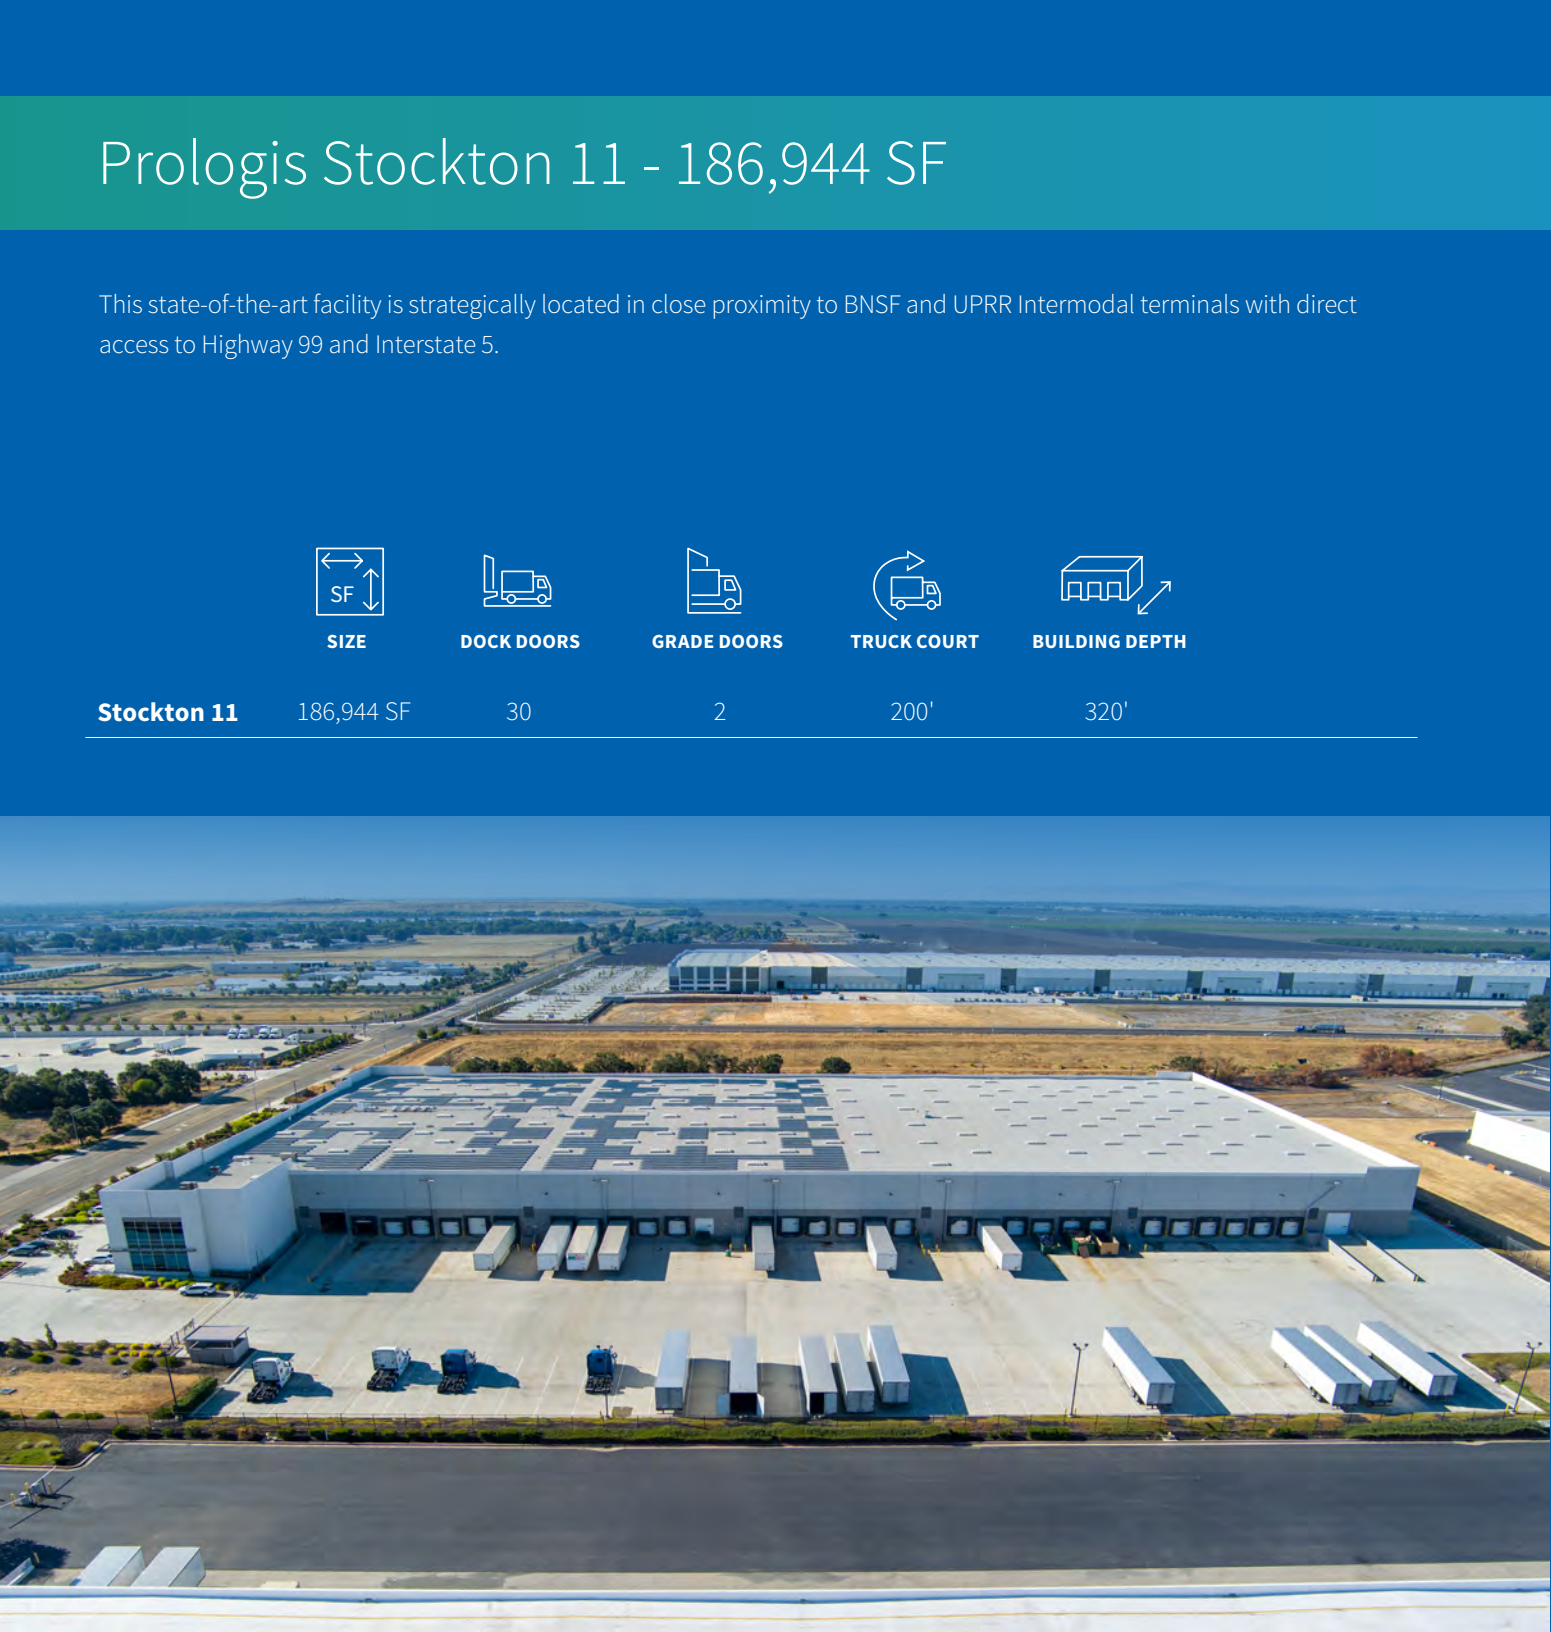 Prologis Stockton 11 - 186,944 SF
This state-of-the-art facility is strategically located in close proximity to BNSF and UPRR Intermodal terminals with direct
access to Highway 99 and Interstate 5.
SF
SIZE DOCK DOORS GRADE DOORS TRUCK COURT BUILDING DEPTH
Stockton 11 186,944 SF 30 2 200' 320'